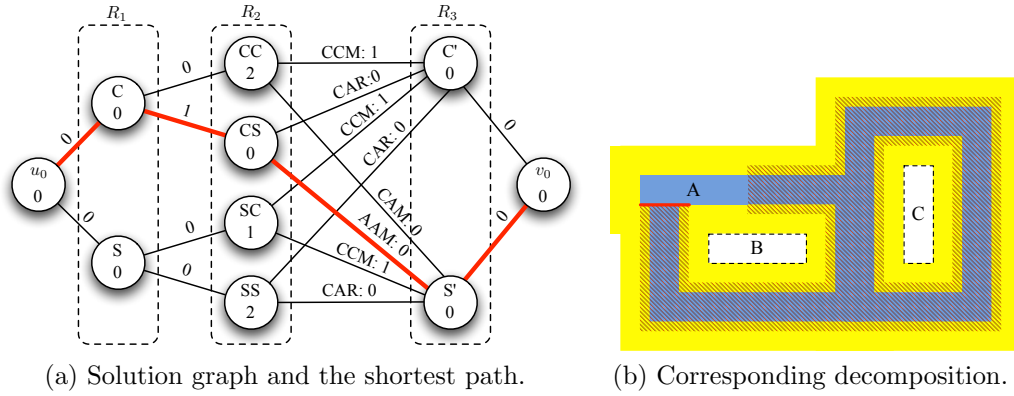 R1
R2
R3
C
0
S
0
u0
0
CC
2
CS
0
SC
1
SS
2
C'
0
S'
0
v0
0
0
0
0
1
0
0
CCM: 1
CAR:0
CCM: 1
CAR: 0
CAM: 0
AAM: 0
CCM: 1
CAR: 0
0
0
(a) Solution graph and the shortest path.
A
B
C
(b) Corresponding decomposition.